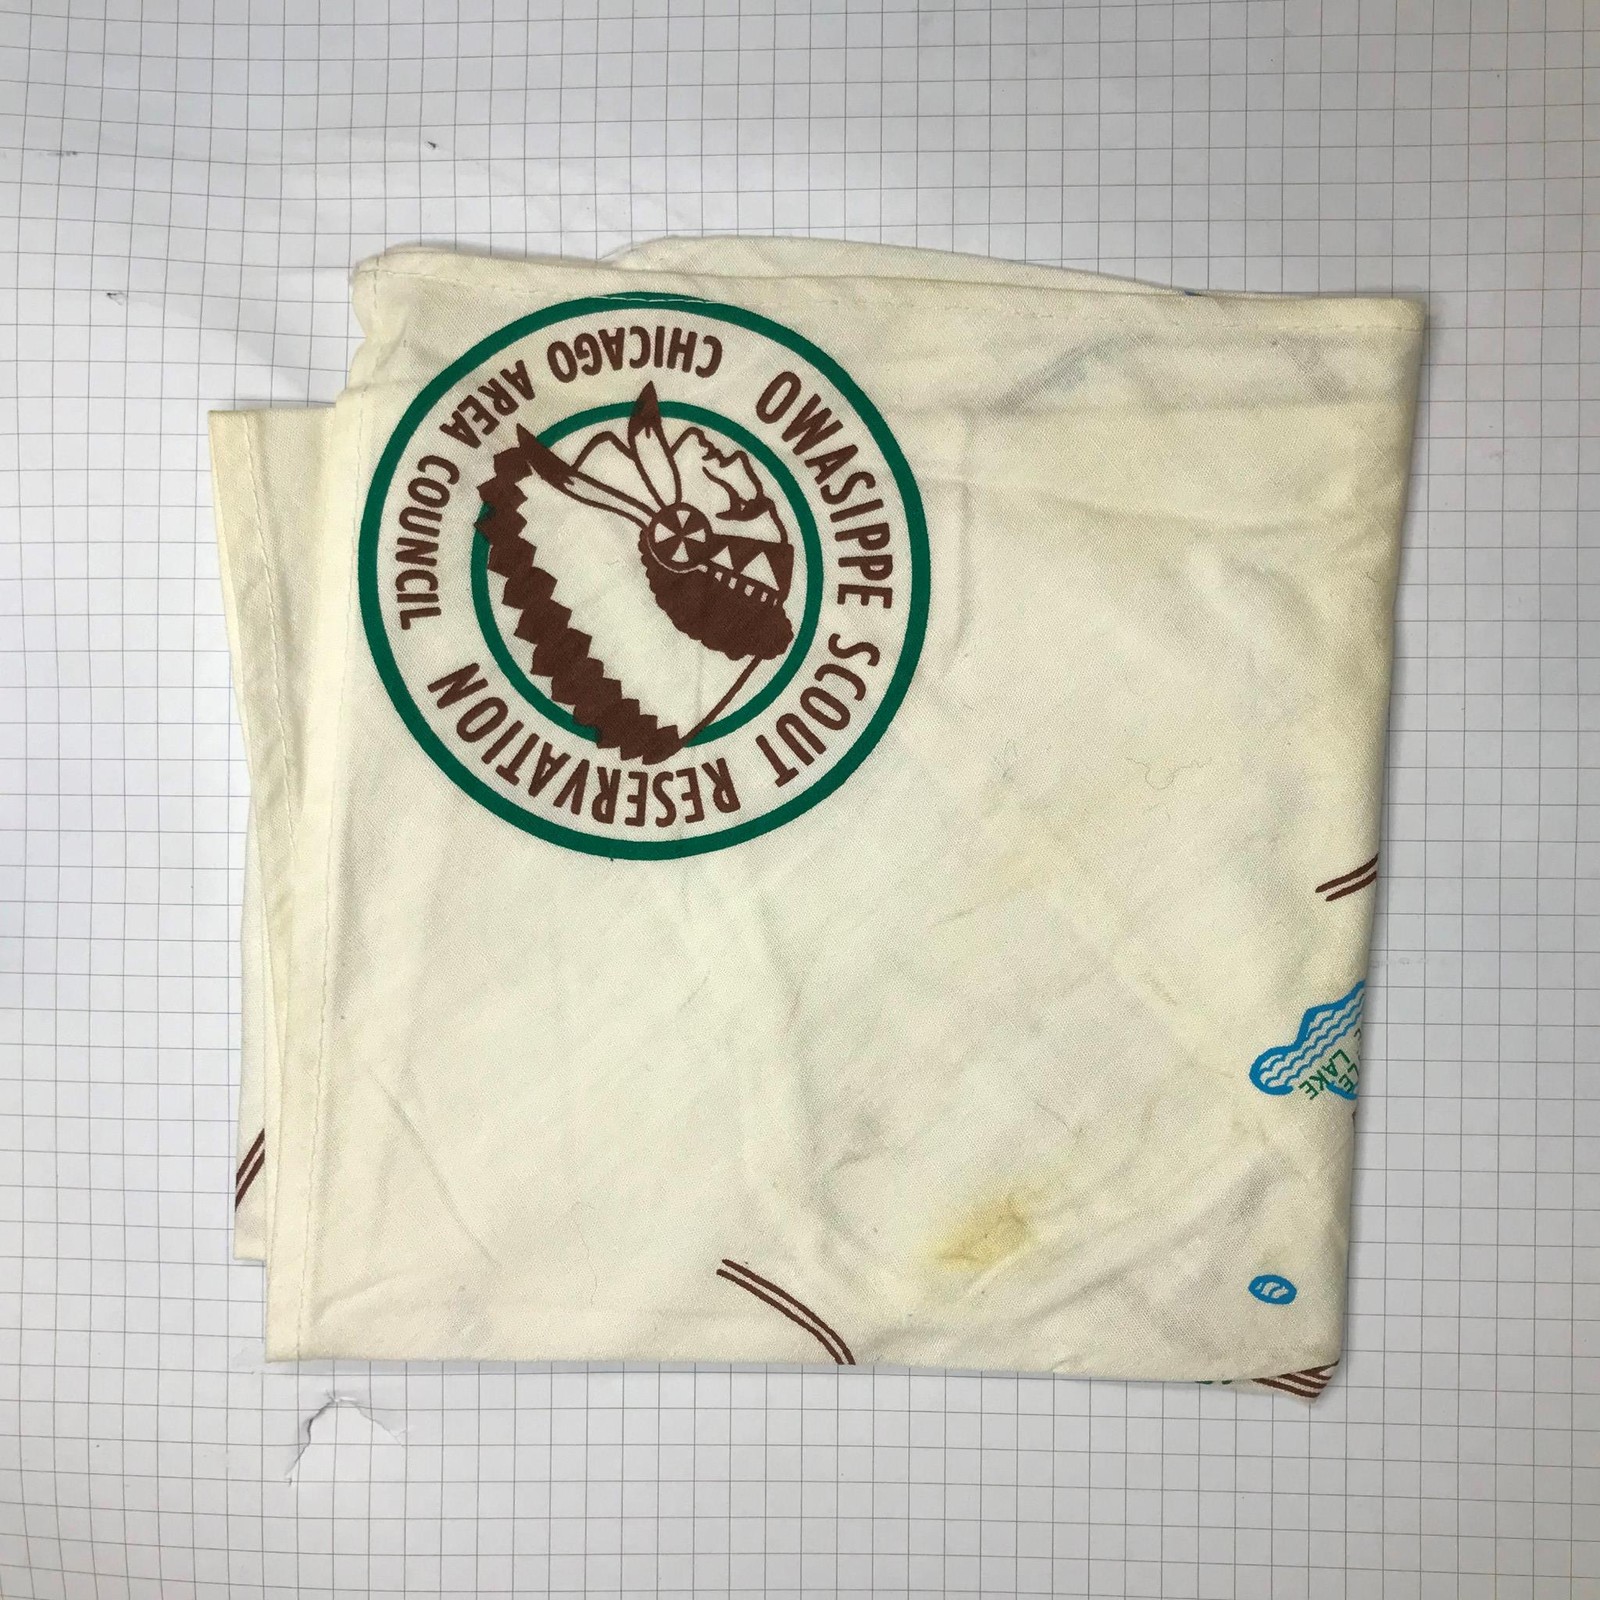 OWASIPPE SCOUT RESERVATION
CHICAGO AREA COUNCIL
LAKE